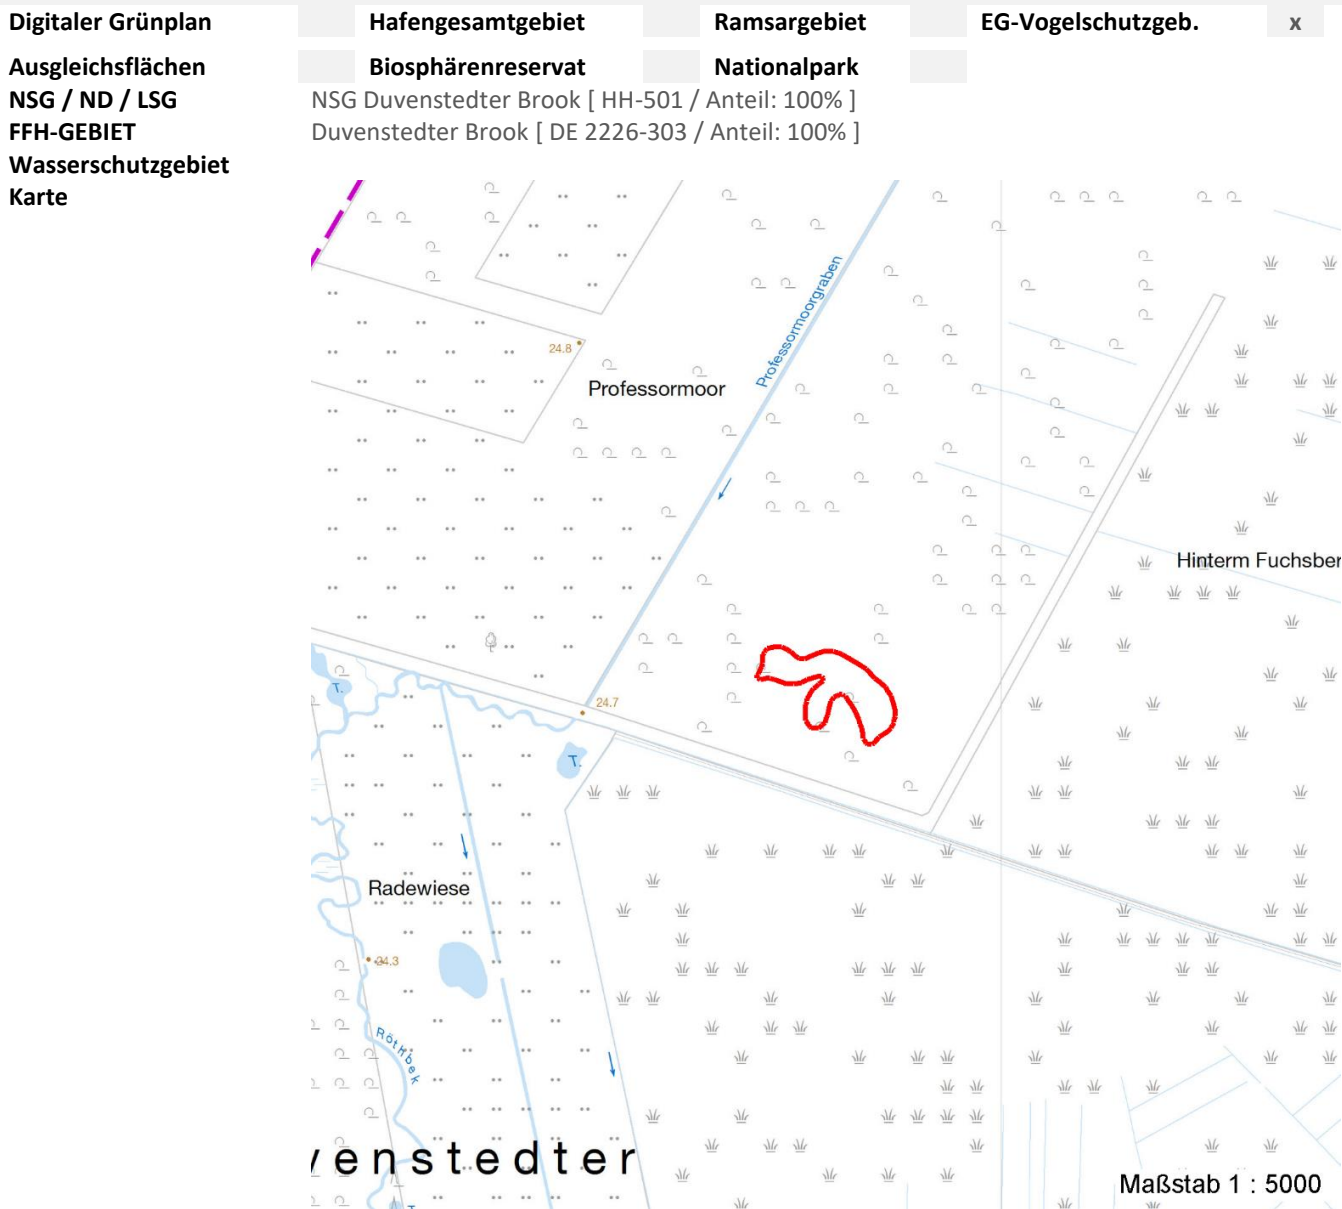 Digitaler Grünplan Hafengesamtgebiet Ramsargebiet EG-Vogelschutzgeb. x
Ausgleichsflächen Biosphärenreservat Nationalpark
NSG / ND / LSG NSG Duvenstedter Brook [ HH-501 / Anteil: 100% ]
FFH-GEBIET Duvenstedter Brook [ DE 2226-303 / Anteil: 100% ]
Wasserschutzgebiet
Karte
Professormoorgraben
24.8
Professormoor
Hinterm Fuchsber
T.
24.7
T.
Radewiese
24.3
Röthbek
venstedter
Maßstab 1 : 5000